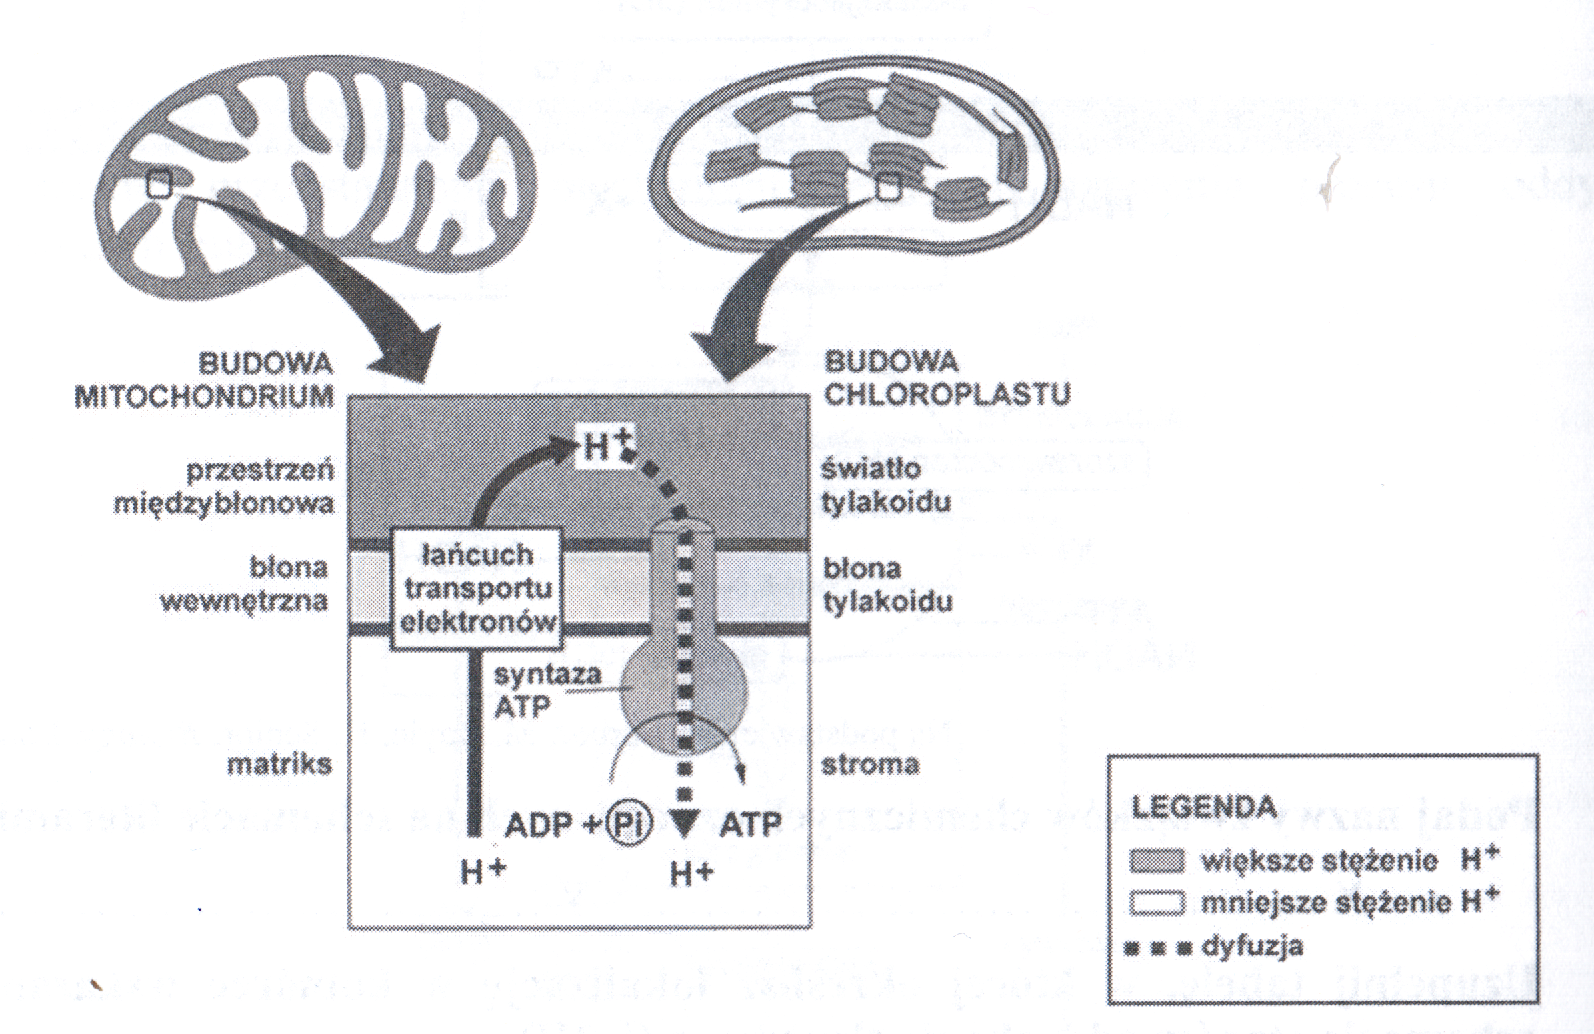 BUDOWA
MITOCHONDRIUM
BUDOWA
CHLOROPLASTU
przestrzeń
międzybłonowa
H+
światło
tylakoidu
błona
wewnętrzna
łańcuch
transportu
elektronów
błona
tylakoidu
syntaza
ATP
matriks
stroma
ADP + Pi
ATP
H+
H+
LEGENDA
większe stężenie H+
mniejsze stężenie H+
dyfuzja